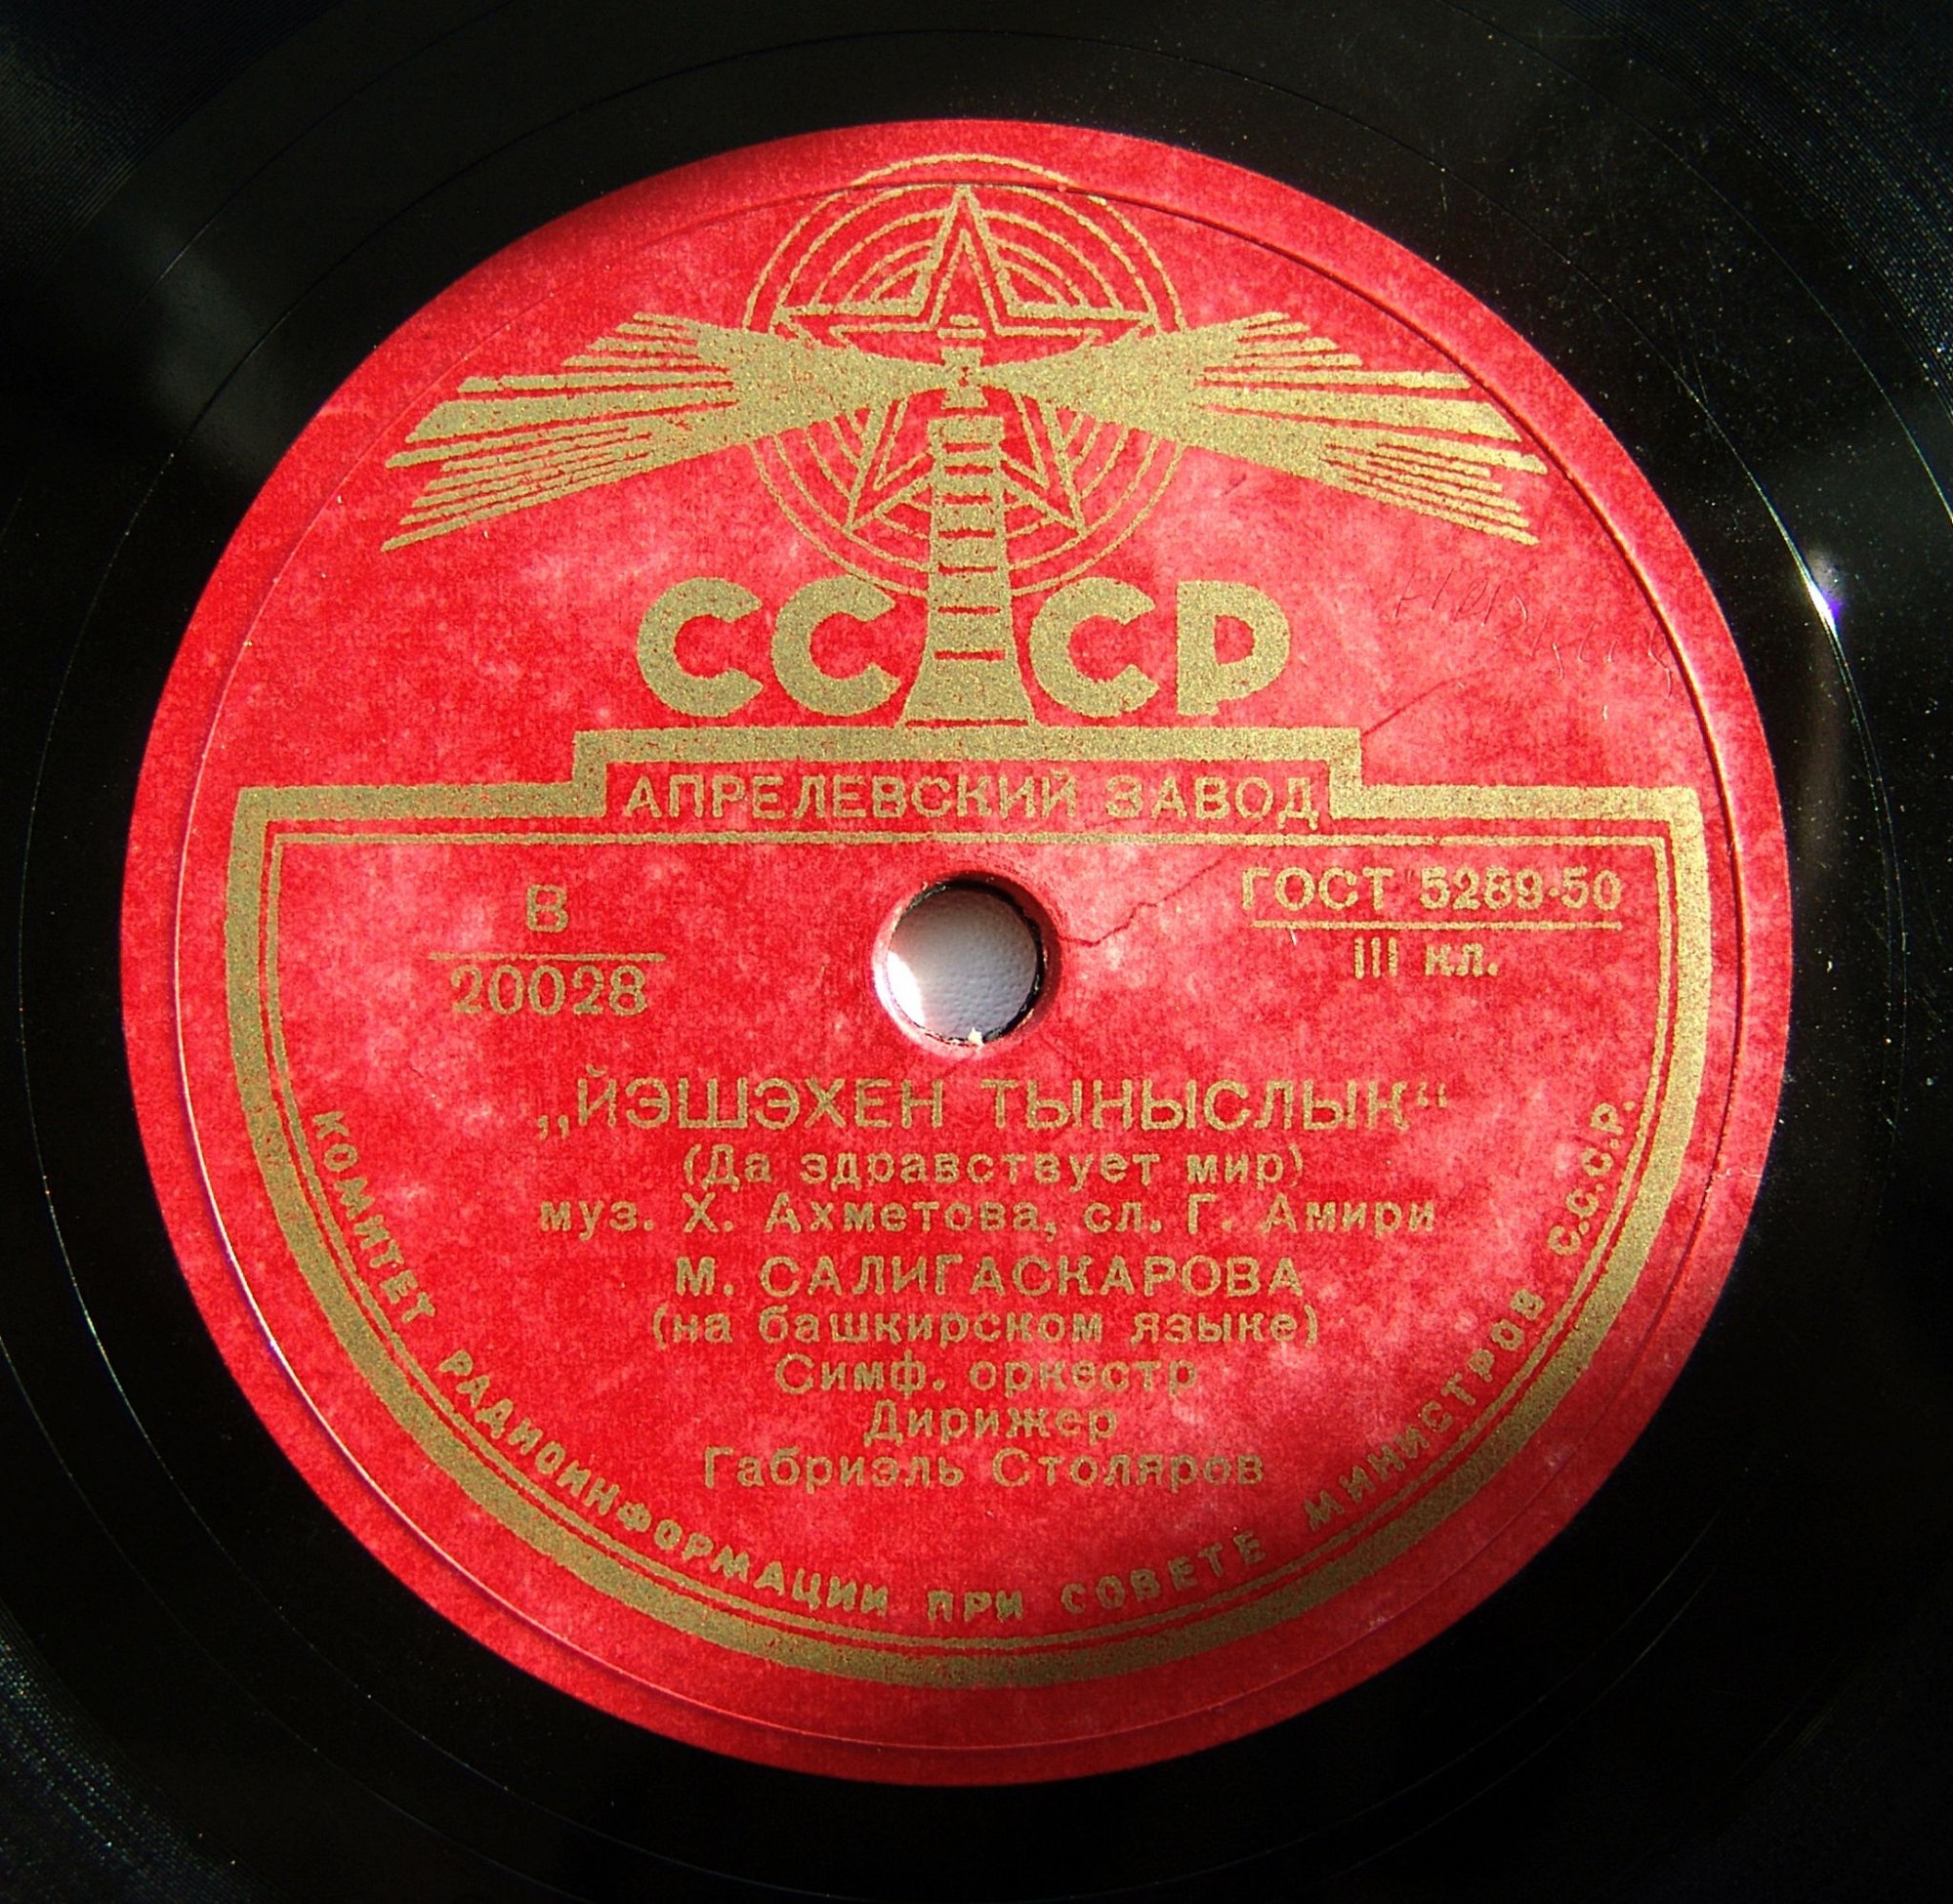 СССР
АПРЕЛЕВСКИЙ ЗАВОД
В
20028
ГОСТ 5289-50
III кл.
„ЙЭШЭХЕН ТЫНЫСЛЫК“
(Да здравствует мир)
муз. Х. Ахметова, сл. Г. Амири
М. САЛИГАСКАРОВА
(на башкирском языке)
Симф. оркестр
Дирижер
Габриэль Столяров
КОМИТЕТ РАДИОИНФОРМАЦИИ ПРИ СОВЕТЕ МИНИСТРОВ С.С.С.Р.